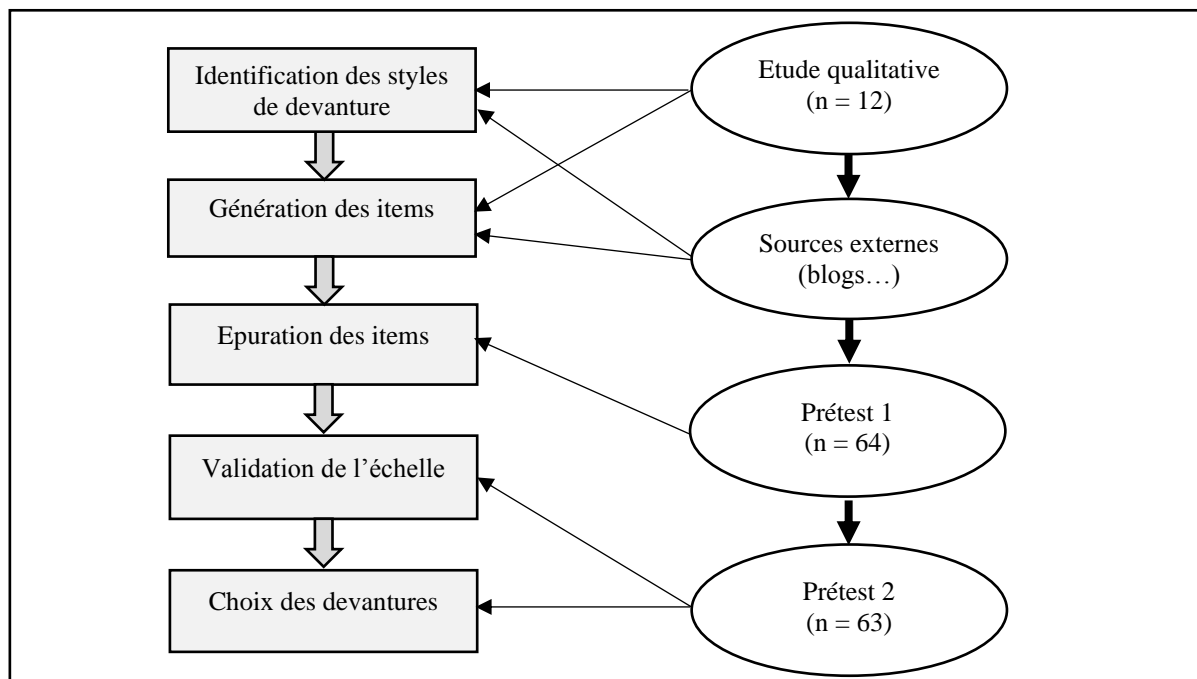 Identification des styles
de devanture
Etude qualitative
(n = 12)
Génération des items
Sources externes
(blogs…)
Epuration des items
Prétest 1
(n = 64)
Validation de l’échelle
Choix des devantures
Prétest 2
(n = 63)